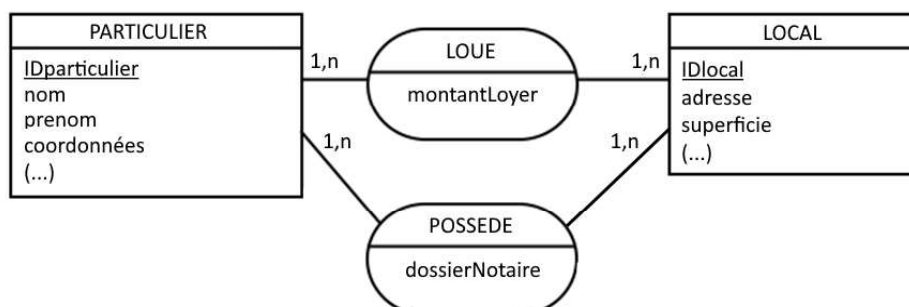 PARTICULIER
IDparticulier
nom
prenom
coordonnées
(...)
1,n
LOUE
montantLoyer
1,n
LOCAL
IDlocal
adresse
superficie
(...)
1,n
POSSEDE
dossierNotaire
1,n